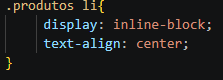 .produtos li{
    display: inline-block;
    text-align: center;
}